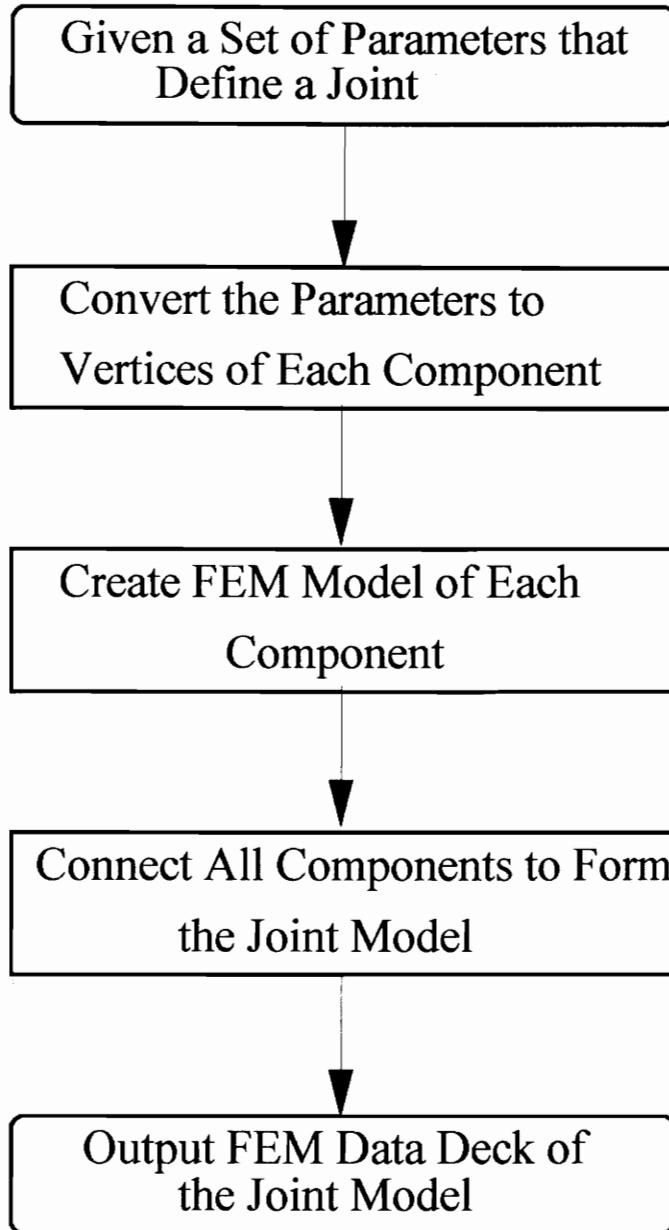 Given a Set of Parameters that
Define a Joint
Convert the Parameters to
Vertices of Each Component
Create FEM Model of Each
Component
Connect All Components to Form
the Joint Model
Output FEM Data Deck of
the Joint Model